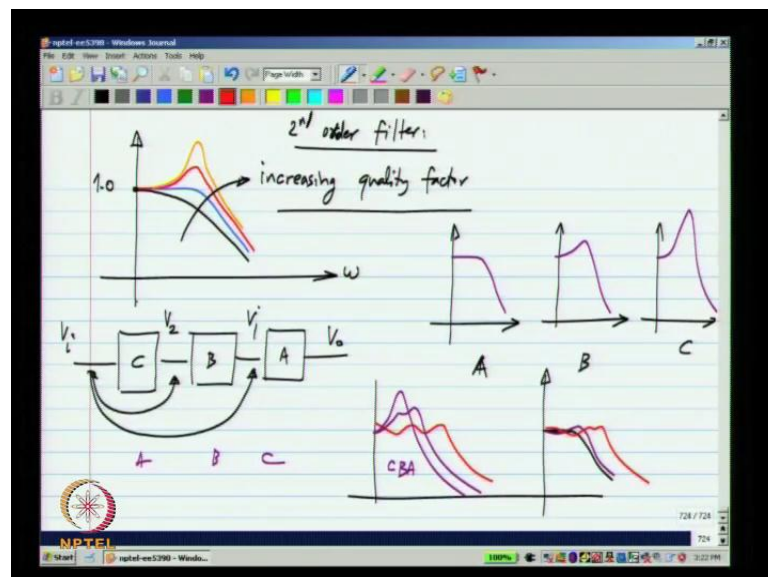 nptel-ee5390 - Windows Journal
File Edit View Insert Actions Tools Help
Page Width
B I
2nd order filter:
1.0
increasing quality factor
ω
A
B
C
Vi
C
V2
B
V1
A
Vo
A B C
CBA
724 / 724
724
NPTEL
Start
nptel-ee5390 - Windo...
100%
3:22 PM